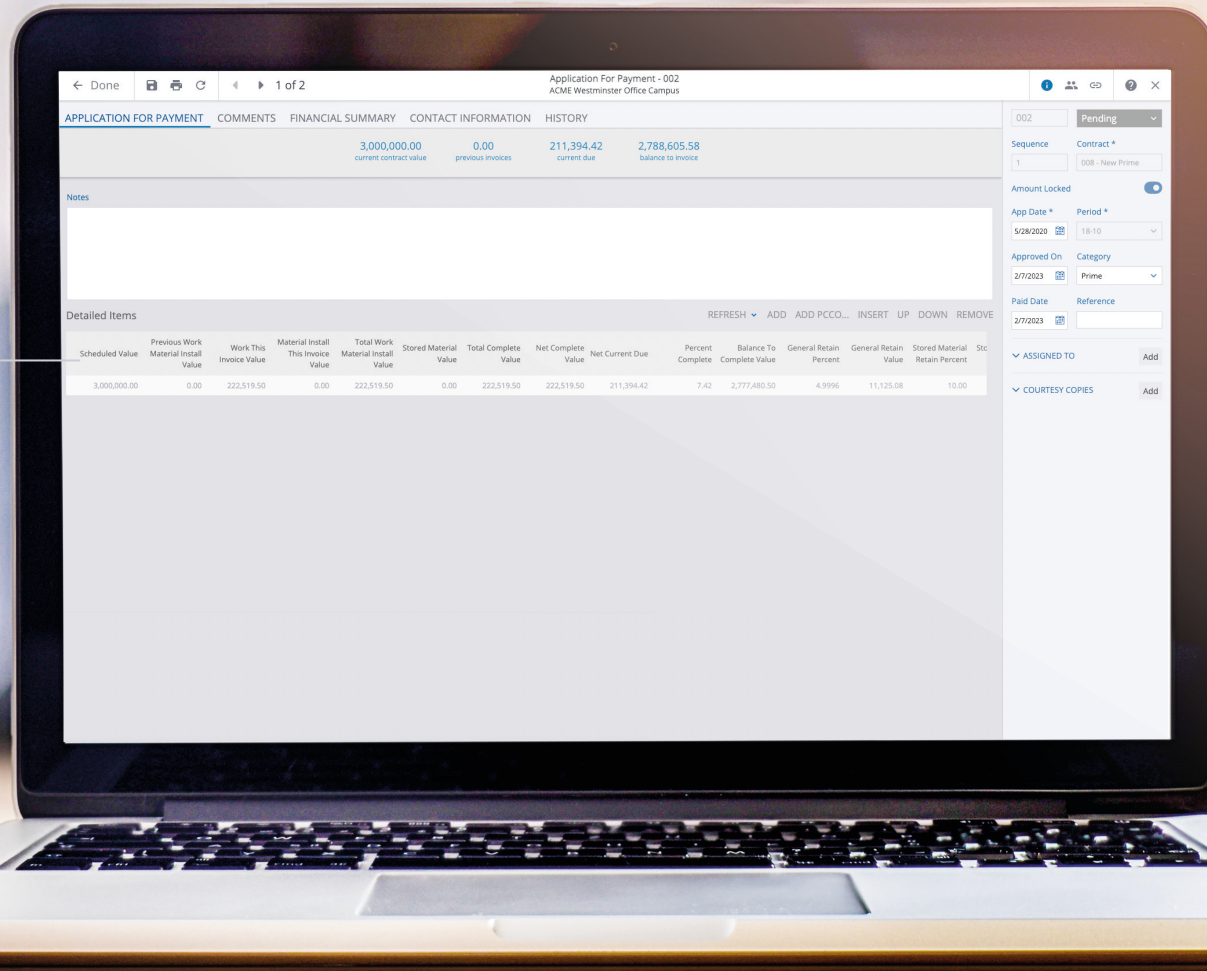 Application For Payment - 002
← Done 1 of 2
ACME Westminster Office Campus
APPLICATION FOR PAYMENT COMMENTS FINANCIAL SUMMARY CONTACT INFORMATION HISTORY
3,000,000.00 0.00 211,394.42 2,788,605.58
current contract value previous invoices current due balance to invoice
Notes
Detailed Items REFRESH ADD ADD PCCO... INSERT UP DOWN REMOVE
Previous Work Material Install Total Work
Scheduled Value Material Install Work This This Invoice Material Install Stored Material Total Complete Net Complete Net Current Due Percent Balance To General Retain General Retain Stored Material Stc
Value Invoice Value Value Value Value Value Value Complete Complete Value Percent Value Retain Percent
3,000,000.00 0.00 222,519.50 0.00 222,519.50 0.00 222,519.50 222,519.50 211,394.42 7.42 2,777,480.50 4.9996 11,125.08 10.00
002 Pending
Sequence Contract *
1 008 - New Prime
Amount Locked
App Date * Period *
5/28/2020 18-10
Approved On Category
2/7/2023 Prime
Paid Date Reference
2/7/2023
ASSIGNED TO Add
COURTESY COPIES Add